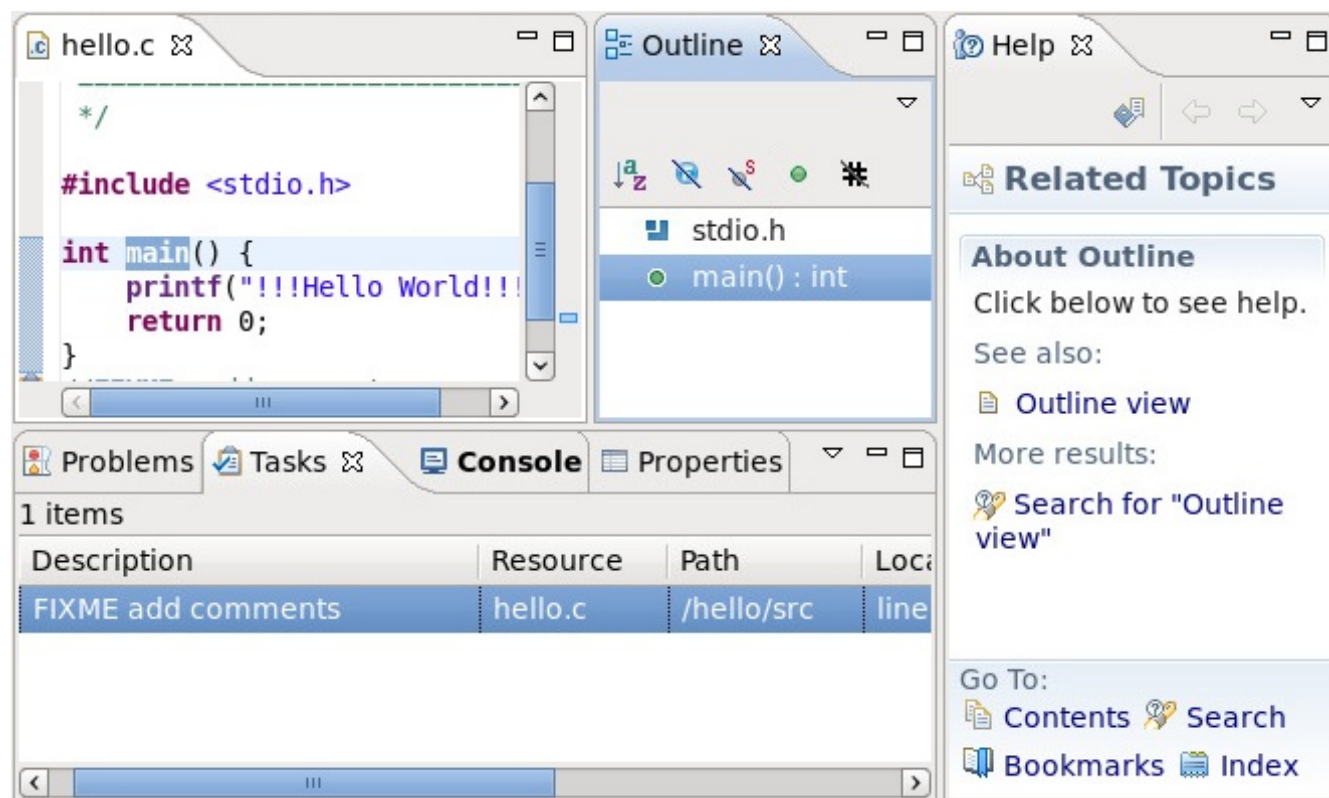 hello.c
*/
#include <stdio.h>
int main() {
printf("!!!Hello World!!!
return 0;
}
Outline
stdio.h
main() : int
Problems Tasks Console Properties
1 items
Description Resource Path Loca
FIXME add comments hello.c /hello/src line
Help
Related Topics
About Outline
Click below to see help.
See also:
Outline view
More results:
Search for "Outline
view"
Go To:
Contents Search
Bookmarks Index